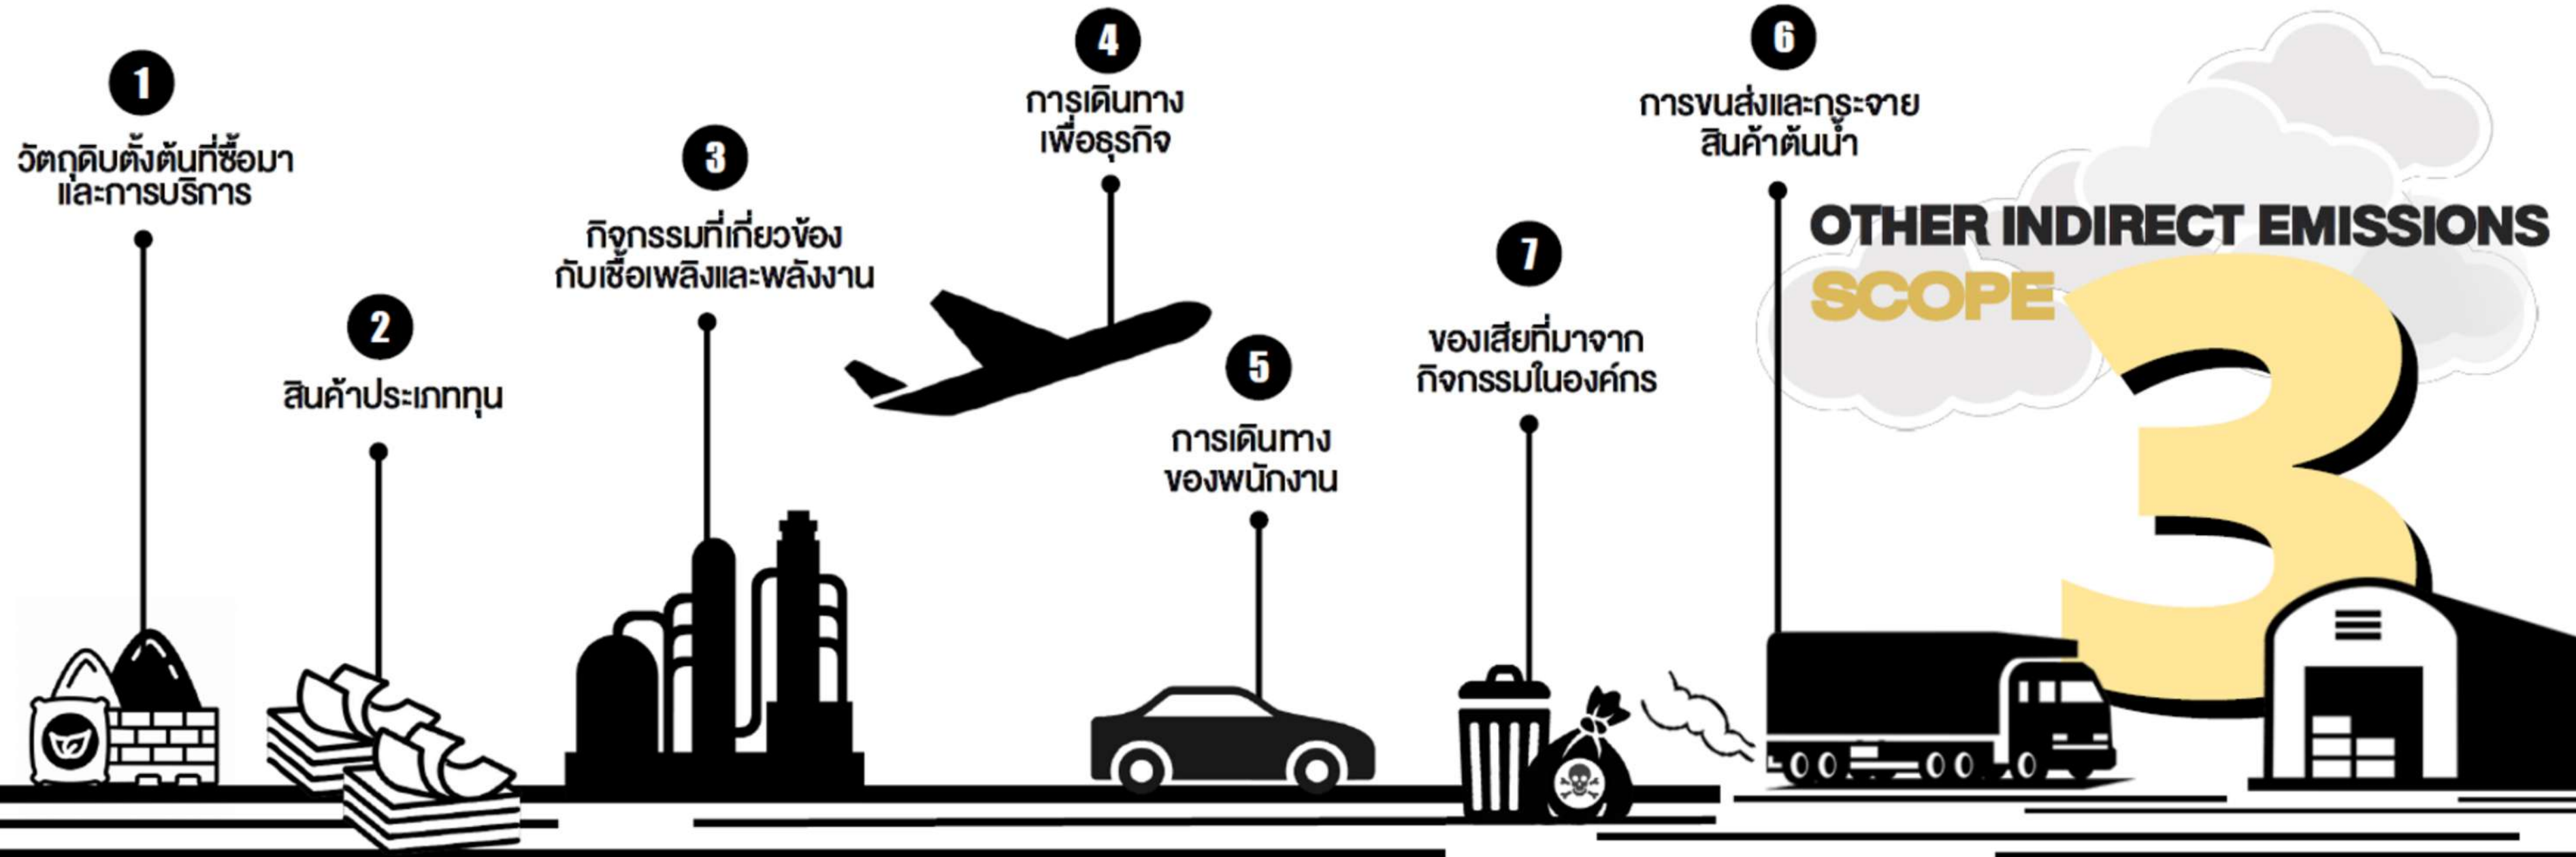 1
วัตถุดิบตั้งต้นที่ซื้อมา
และการบริการ
2
สินค้าประเภททุน
3
กิจกรรมที่เกี่ยวข้อง
กับเชื้อเพลิงและพลังงาน
4
การเดินทาง
เพื่อธุรกิจ
5
การเดินทาง
ของพนักงาน
7
ของเสียที่มาจาก
กิจกรรมในองค์กร
6
การขนส่งและกระจาย
สินค้าต้นน้ำ
OTHER INDIRECT EMISSIONS
SCOPE 3